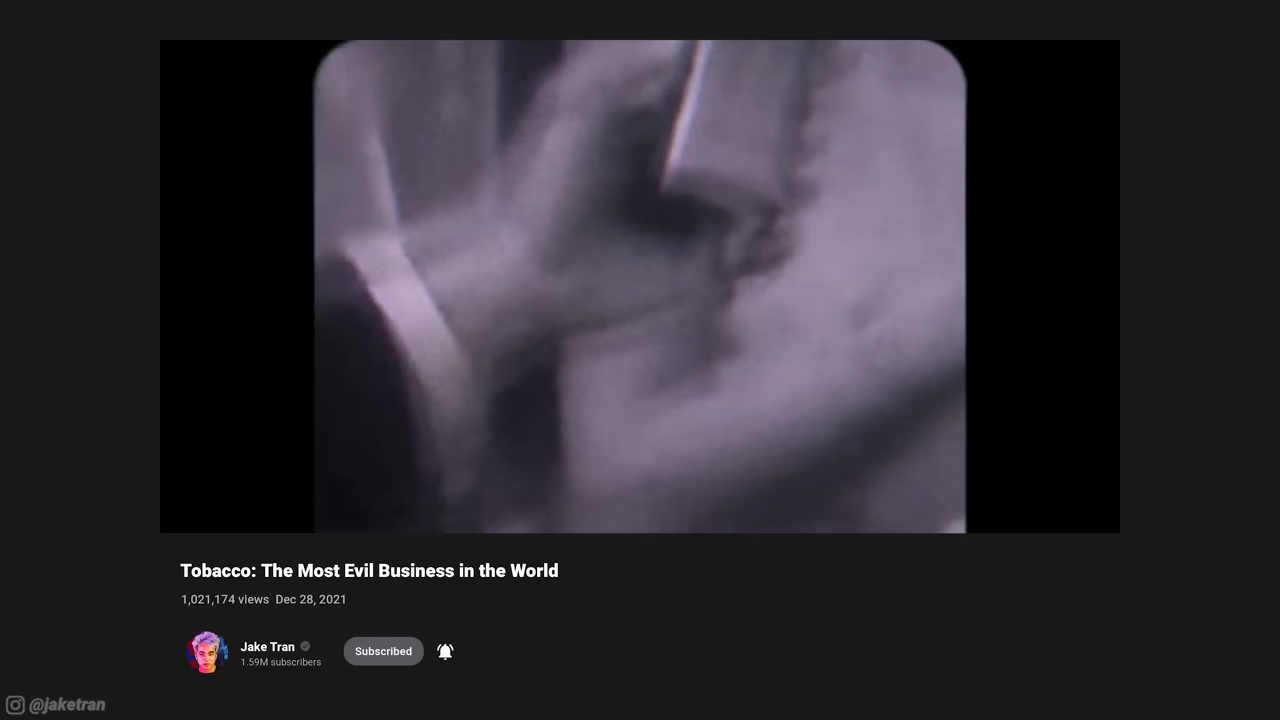 Tobacco: The Most Evil Business in the World
1,021,174 views Dec 28, 2021
Jake Tran
1.59M subscribers
Subscribed
@jaketran